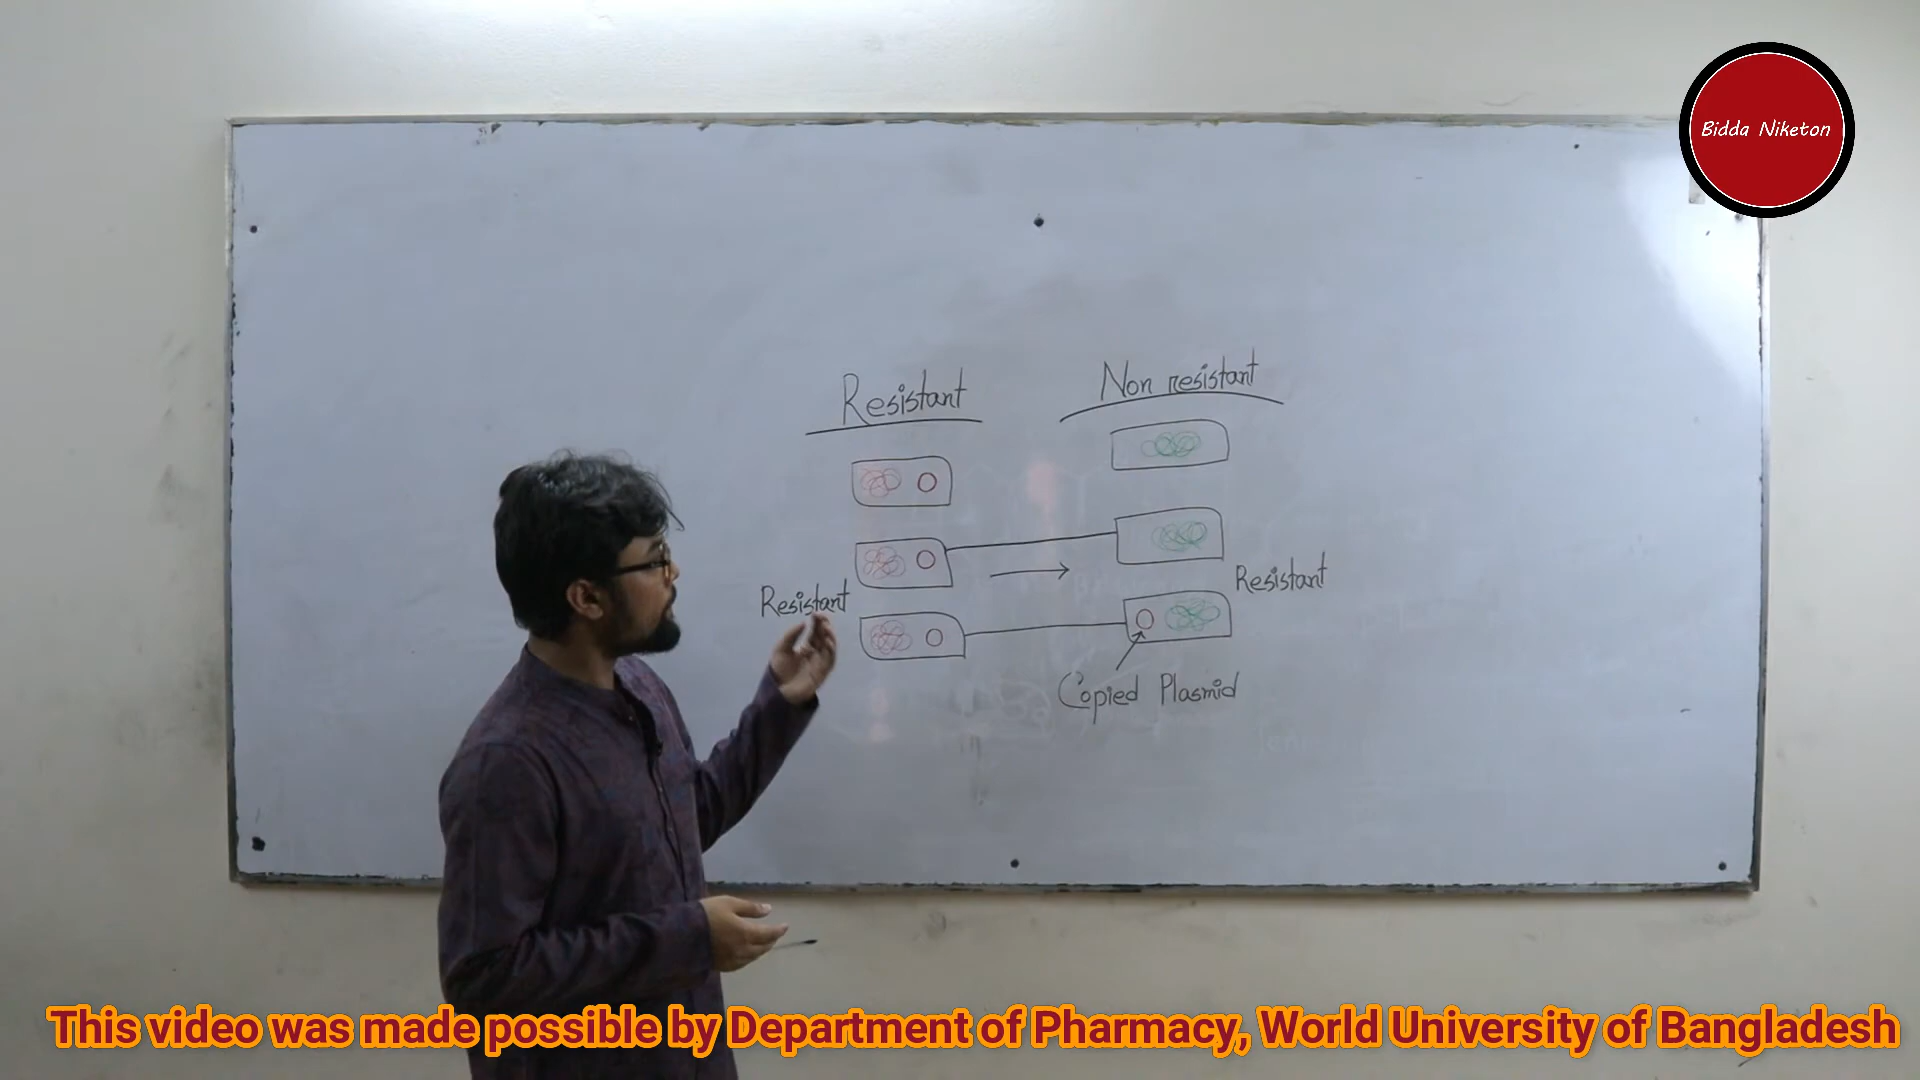 Bidda Niketon
Resistant
Non resistant
Resistant
Resistant
Copied Plasmid
This video was made possible by Department of Pharmacy, World University of Bangladesh